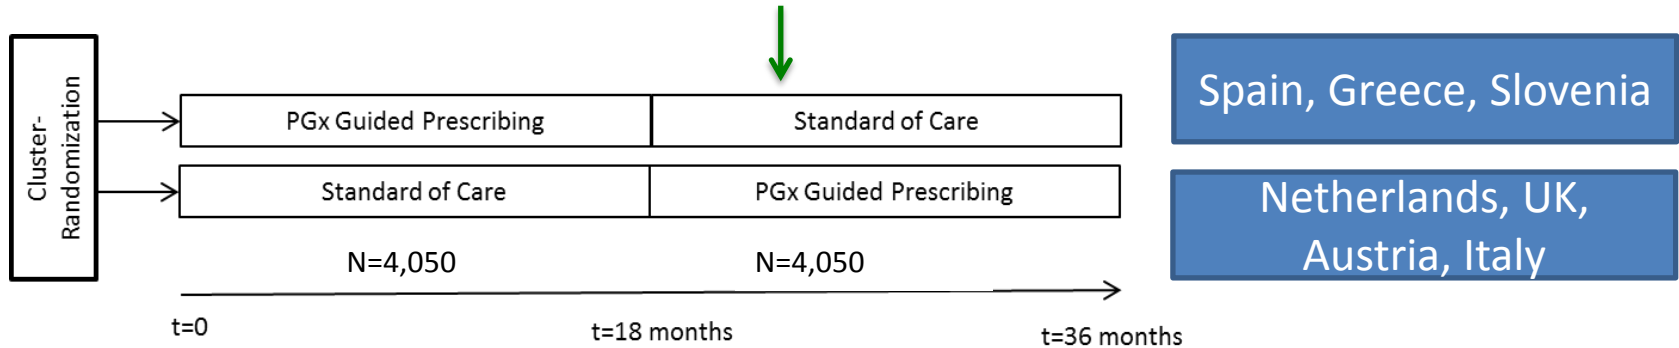 Cluster-
Randomization
PGx Guided Prescribing
Standard of Care
Spain, Greece, Slovenia
Standard of Care
PGx Guided Prescribing
Netherlands, UK,
Austria, Italy
N=4,050
N=4,050
t=0
t=18 months
t=36 months